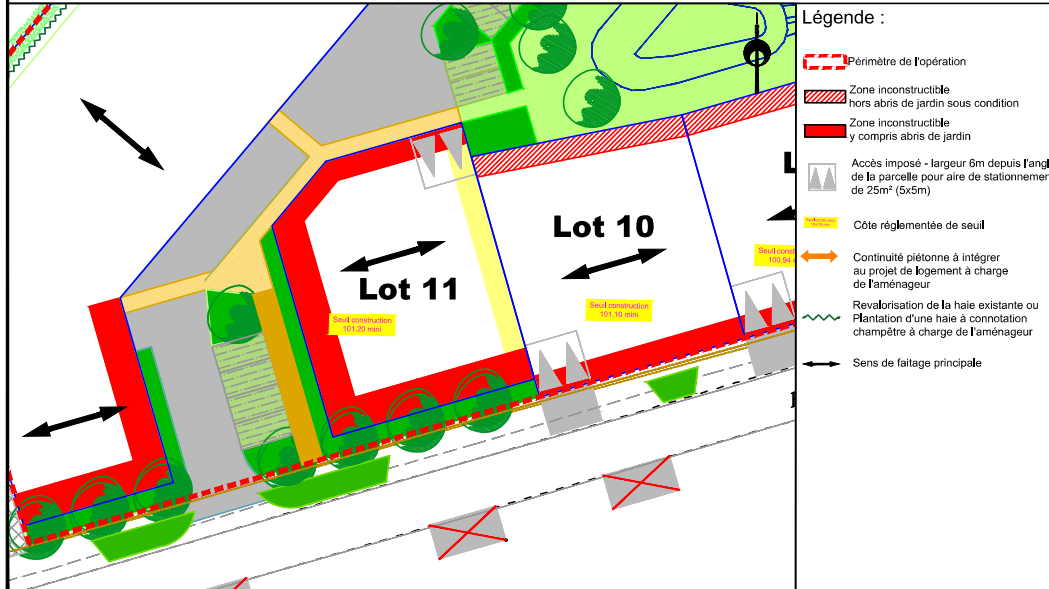 Légende :
Périmètre de l'opération
Zone inconstructible
hors abris de jardin sous condition
Zone inconstructible
y compris abris de jardin
Accès imposé - largeur 6m depuis l'angl
de la parcelle pour aire de stationnemen
de 25m² (5x5m)
Côte réglementée de seuil
Continuité piétonne à intégrer
au projet de logement à charge
de l'aménageur
Revalorisation de la haie existante ou
Plantation d'une haie à connotation
champêtre à charge de l'aménageur
Sens de faitage principale
Lot 10
Lot 11
L
Seuil construction
101,20 mini
Seuil construction
101,10 mini
Seuil const
100,94